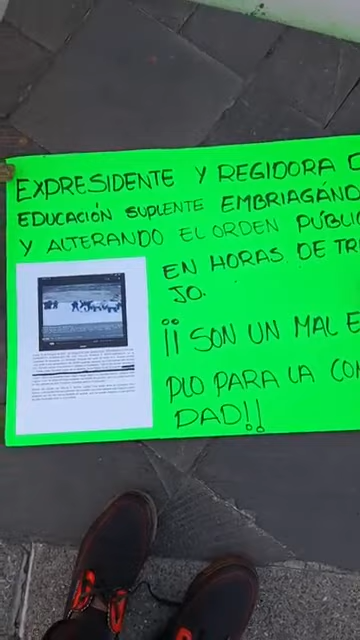 EXPRESIDENTE Y REGIDORA
EDUCACIÓN SUPLENTE EMBRIAGÁND
Y ALTERANDO EL ORDEN PÚBLIC
EN HORAS DE TR
JO.
¡¡ SON UN MAL E
PLO PARA LA COM
DAD!!